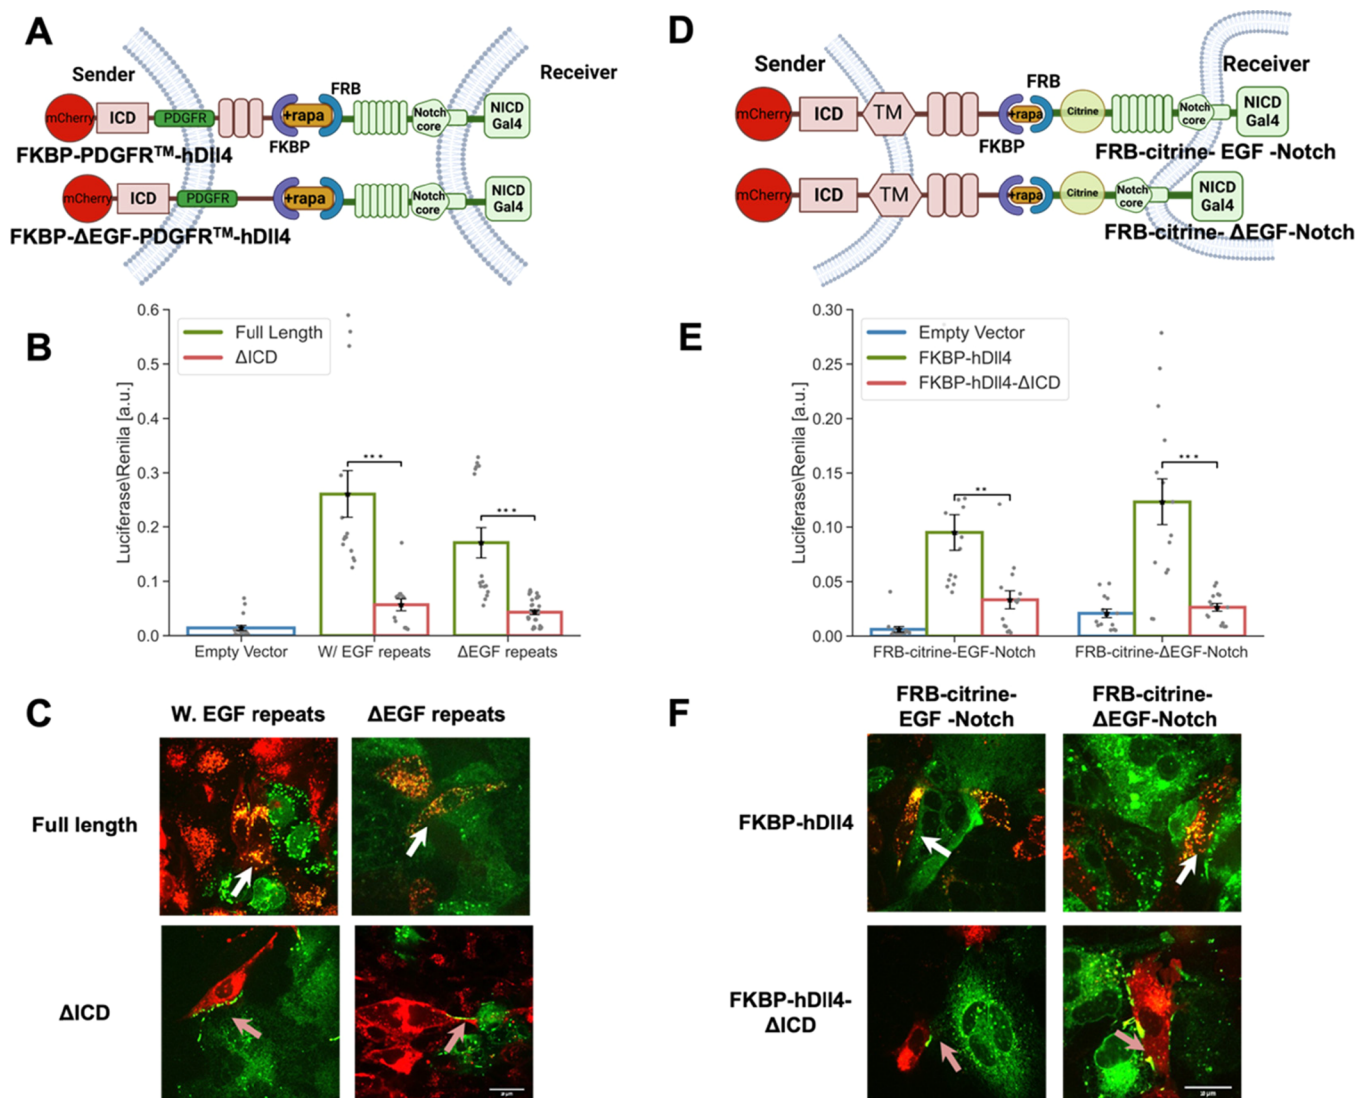 A
Sender
Receiver
FRB
mCherry
ICD
PDGFR
+rapa
Notch
core
NICD
Gal4
FKBP
FKBP-PDGFRTM-hDll4
mCherry
ICD
PDGFR
+rapa
Notch
core
NICD
Gal4
FKBP-ΔEGF-PDGFRTM-hDll4
D
Sender
Receiver
FRB
mCherry
ICD
TM
+rapa
Citrine
Notch
core
NICD
Gal4
FKBP
FRB-citrine- EGF -Notch
mCherry
ICD
TM
+rapa
Citrine
Notch
core
NICD
Gal4
FRB-citrine- ΔEGF-Notch
B
Luciferase\Renila [a.u.]
0.6
0.5
0.4
0.3
0.2
0.1
0.0
Full Length
ΔICD
***
***
Empty Vector
W/ EGF repeats
ΔEGF repeats
E
Luciferase\Renila [a.u.]
0.30
0.25
0.20
0.15
0.10
0.05
0.00
Empty Vector
FKBP-hDll4
FKBP-hDll4-ΔICD
**
***
FRB-citrine-EGF-Notch
FRB-citrine-ΔEGF-Notch
C
W. EGF repeats
ΔEGF repeats
Full length
ΔICD
F
FRB-citrine-
EGF -Notch
FRB-citrine-
ΔEGF-Notch
FKBP-hDll4
FKBP-hDll4-
ΔICD